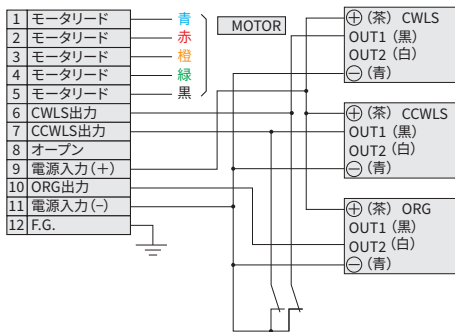 1 モータリード 青
2 モータリード 赤
3 モータリード 橙
4 モータリード 緑
5 モータリード 黒
6 CWLS出力
7 CCWLS出力
8 オープン
9 電源入力(+)
10 ORG出力
11 電源入力(−)
12 F.G.
MOTOR
⊕(茶) CWLS
OUT1(黒)
OUT2(白)
⊖(青)
⊕(茶) CCWLS
OUT1(黒)
OUT2(白)
⊖(青)
⊕(茶) ORG
OUT1(黒)
OUT2(白)
⊖(青)